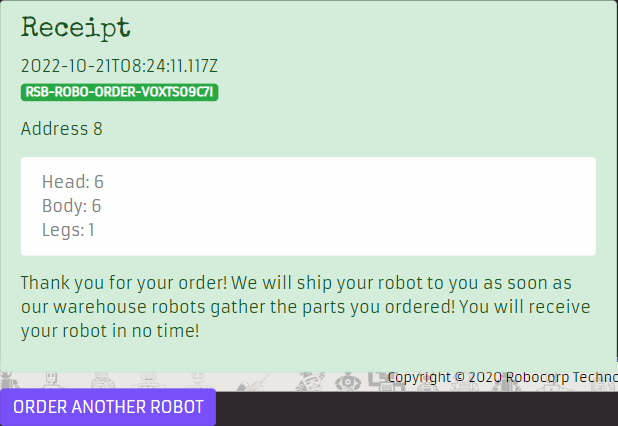 Receipt
2022-10-21T08:24:11.117Z
RSB-ROBO-ORDER-VOXTSO9C7I
Address 8
Head: 6
Body: 6
Legs: 1
Thank you for your order! We will ship your robot to you as soon as
our warehouse robots gather the parts you ordered! You will receive
your robot in no time!
Copyright © 2020 Robocorp
ORDER ANOTHER ROBOT